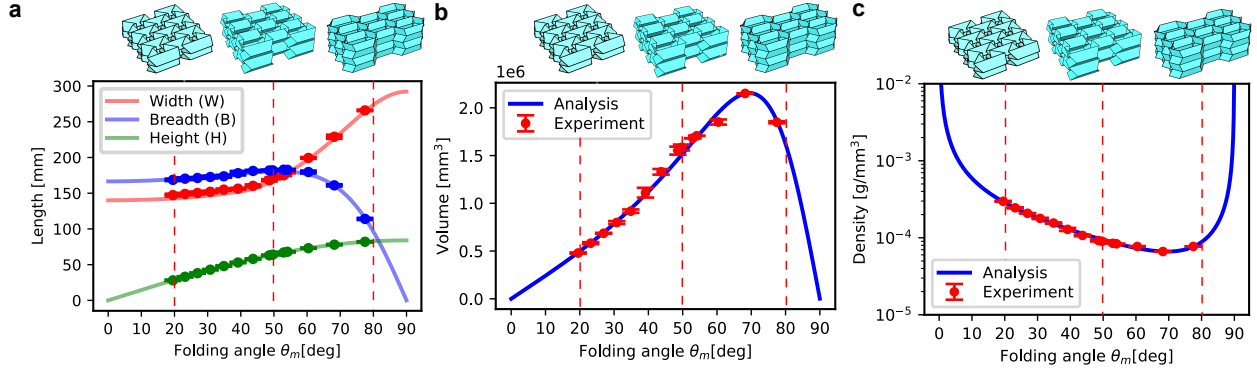 a
300
250
200
150
100
50
0
Length [mm]
Width (W)
Breadth (B)
Height (H)
0 10 20 30 40 50 60 70 80 90
Folding angle θm[deg]
b
1e6
2.0
1.5
1.0
0.5
0.0
Volume [mm³]
Analysis
Experiment
0 10 20 30 40 50 60 70 80 90
Folding angle θm[deg]
c
10⁻²
10⁻³
10⁻⁴
10⁻⁵
Density [g/mm³]
Analysis
Experiment
0 10 20 30 40 50 60 70 80 90
Folding angle θm[deg]